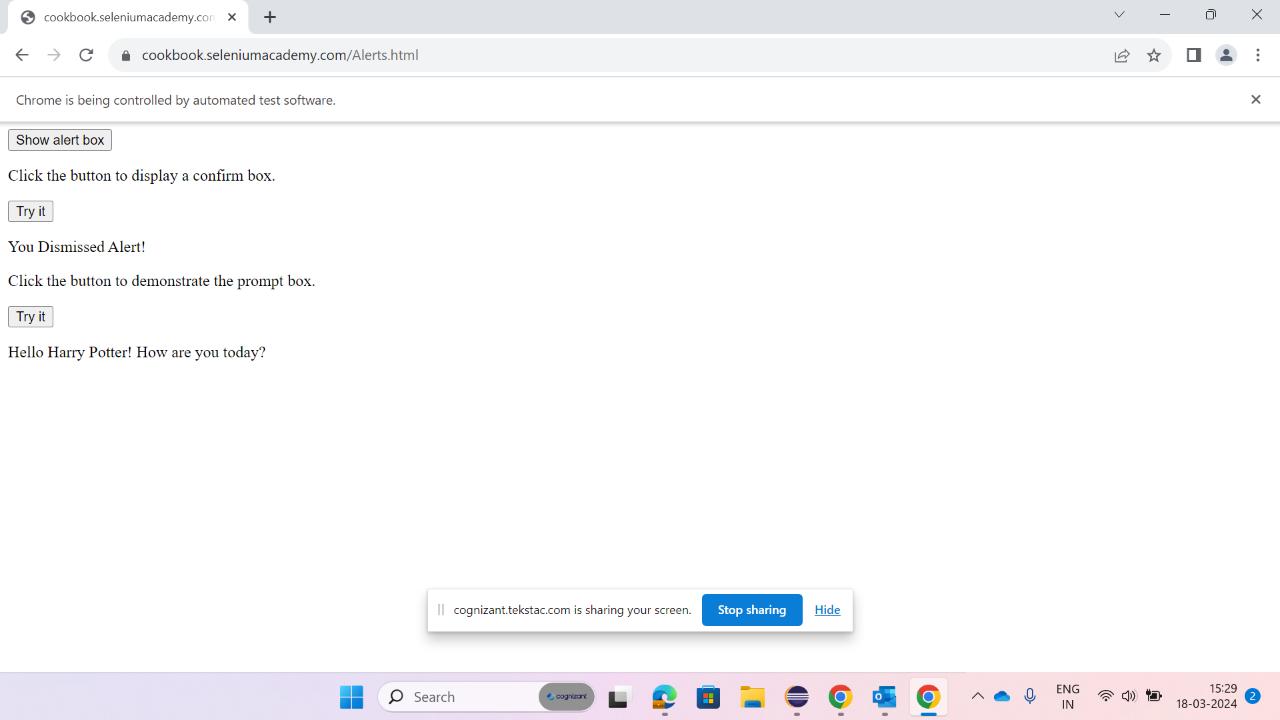 cookbook.seleniumacademy.com
cookbook.seleniumacademy.com/Alerts.html
Chrome is being controlled by automated test software.
Show alert box
Click the button to display a confirm box.
Try it
You Dismissed Alert!
Click the button to demonstrate the prompt box.
Try it
Hello Harry Potter! How are you today?
cognizant.tekstac.com is sharing your screen. Stop sharing Hide
Search cognizant ENG IN 15:29 18-03-2024 2